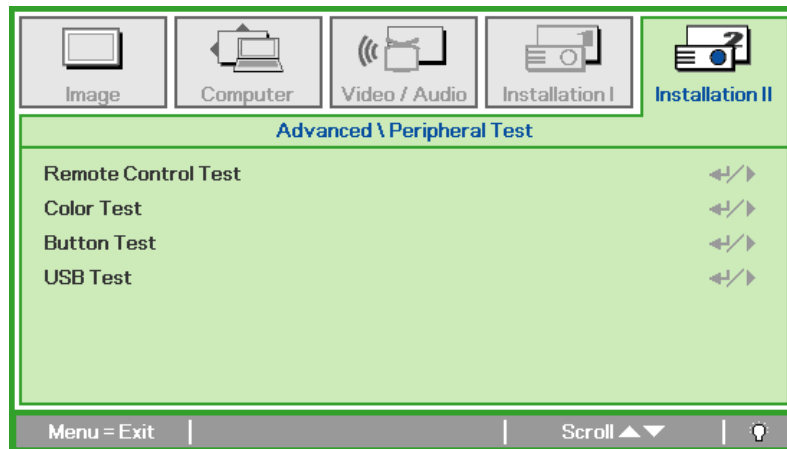 Image Computer Video / Audio Installation I Installation II
Advanced \ Peripheral Test
Remote Control Test
Color Test
Button Test
USB Test
Menu = Exit Scroll